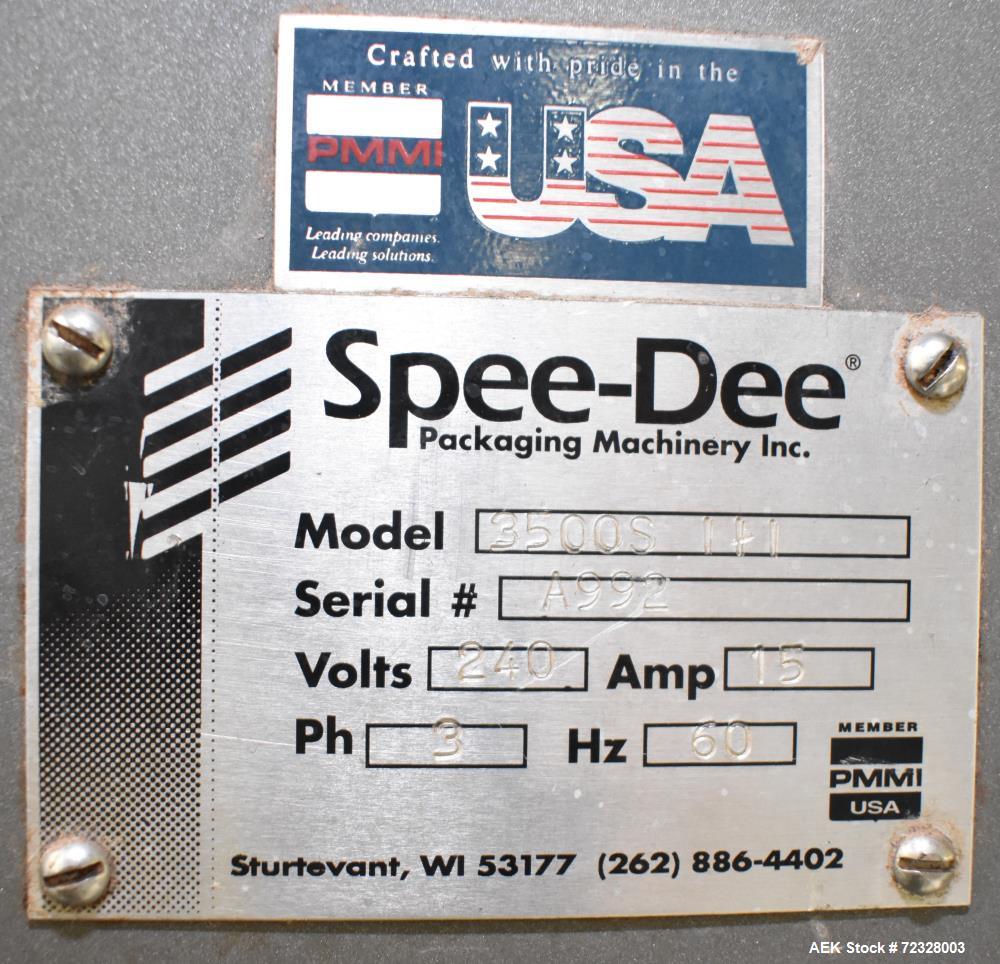 Crafted with pride in the
MEMBER
PMMI
USA
Leading companies.
Leading solutions.
Spee-Dee®
Packaging Machinery Inc.
Model 3500S 1+1
Serial # A992
Volts 240 Amp 15
Ph 3 Hz 60
MEMBER
PMMI
USA
Sturtevant, WI 53177 (262) 886-4402
AEK Stock # 72328003